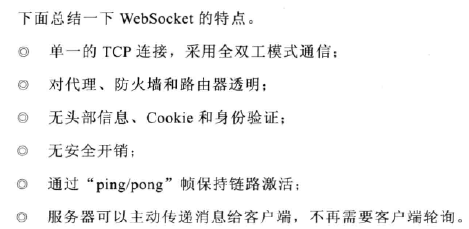 下面总结一下 WebSocket 的特点。
◎ 单一的 TCP 连接，采用全双工模式通信；
◎ 对代理、防火墙和路由器透明；
◎ 无头部信息、Cookie 和身份验证；
◎ 无安全开销；
◎ 通过“ping/pong”帧保持链路激活；
◎ 服务器可以主动传递消息给客户端，不再需要客户端轮询。